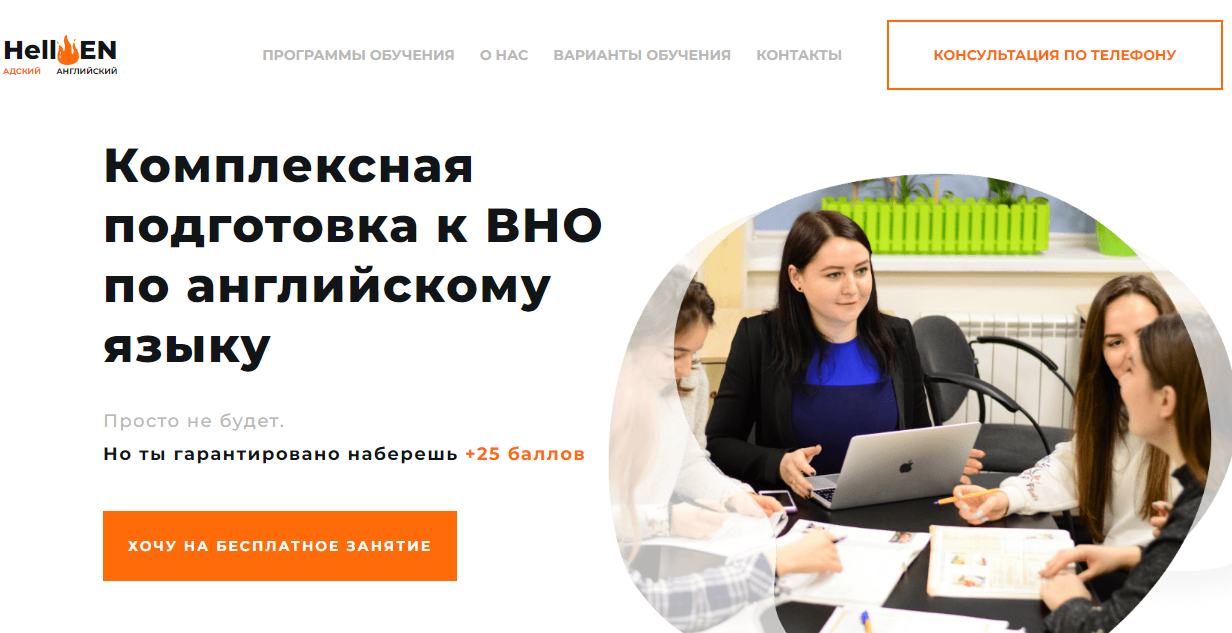 HellEN
АДСКИЙ АНГЛИЙСКИЙ
ПРОГРАММЫ ОБУЧЕНИЯ О НАС ВАРИАНТЫ ОБУЧЕНИЯ КОНТАКТЫ КОНСУЛЬТАЦИЯ ПО ТЕЛЕФОНУ
Комплексная
подготовка к ВНО
по английскому
языку
Просто не будет.
Но ты гарантировано наберешь +25 баллов
ХОЧУ НА БЕСПЛАТНОЕ ЗАНЯТИЕ